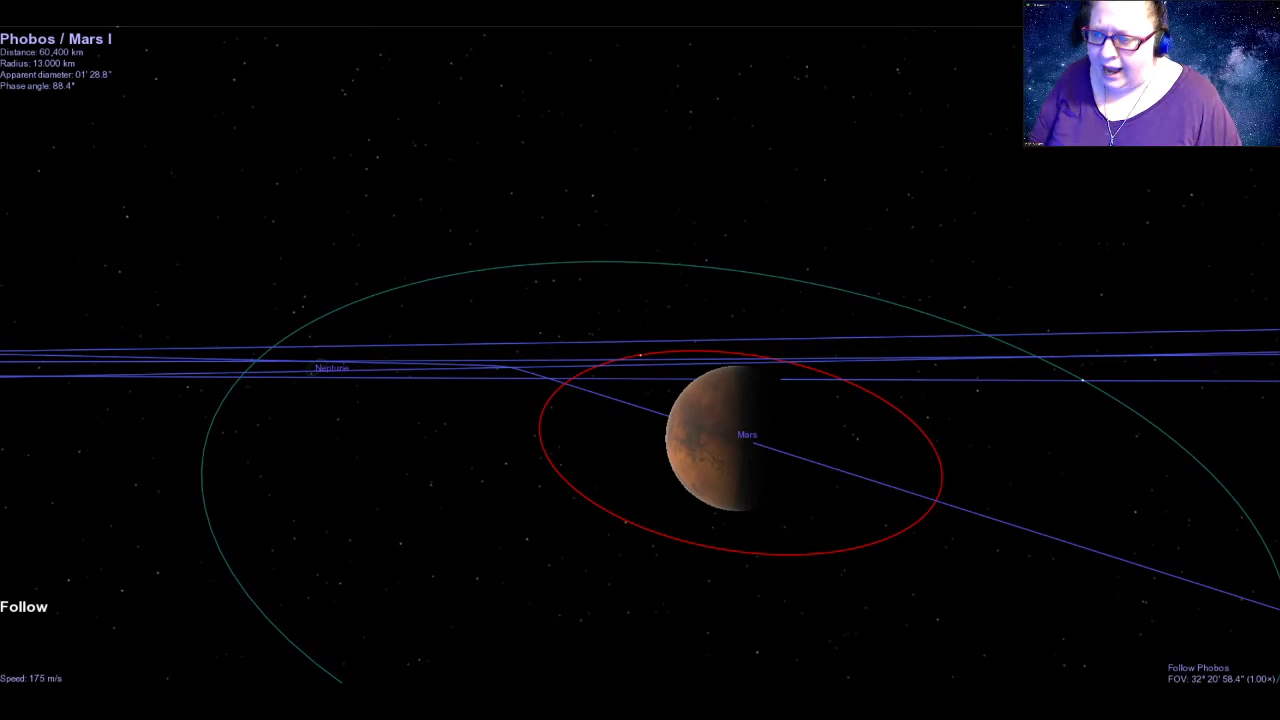 Phobos / Mars I
Distance: 60,400 km
Radius: 13.000 km
Apparent diameter: 01' 28.8"
Phase angle: 88.4°
Neptune
Mars
Follow
Speed: 175 m/s
Follow Phobos
FOV: 32° 20' 58.4" (1.00×)